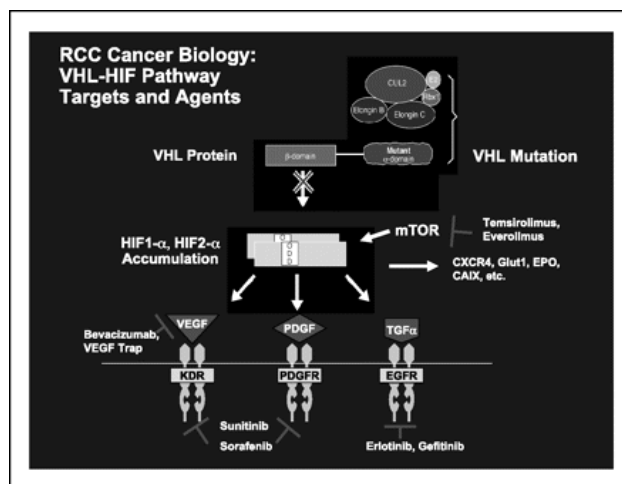 RCC Cancer Biology:
VHL-HIF Pathway
Targets and Agents
CUL2
Elongin B
Elongin C
VHL Protein
β-domain
Mutant
α-domain
VHL Mutation
HIF1-α, HIF2-α
Accumulation
O
D
D
mTOR
Temsirolimus,
Everolimus
CXCR4, Glut1, EPO,
CAIX, etc.
Bevacizumab,
VEGF Trap
VEGF
PDGF
TGFα
KDR
PDGFR
EGFR
Sunitinib
Sorafenib
Erlotinib, Gefitinib